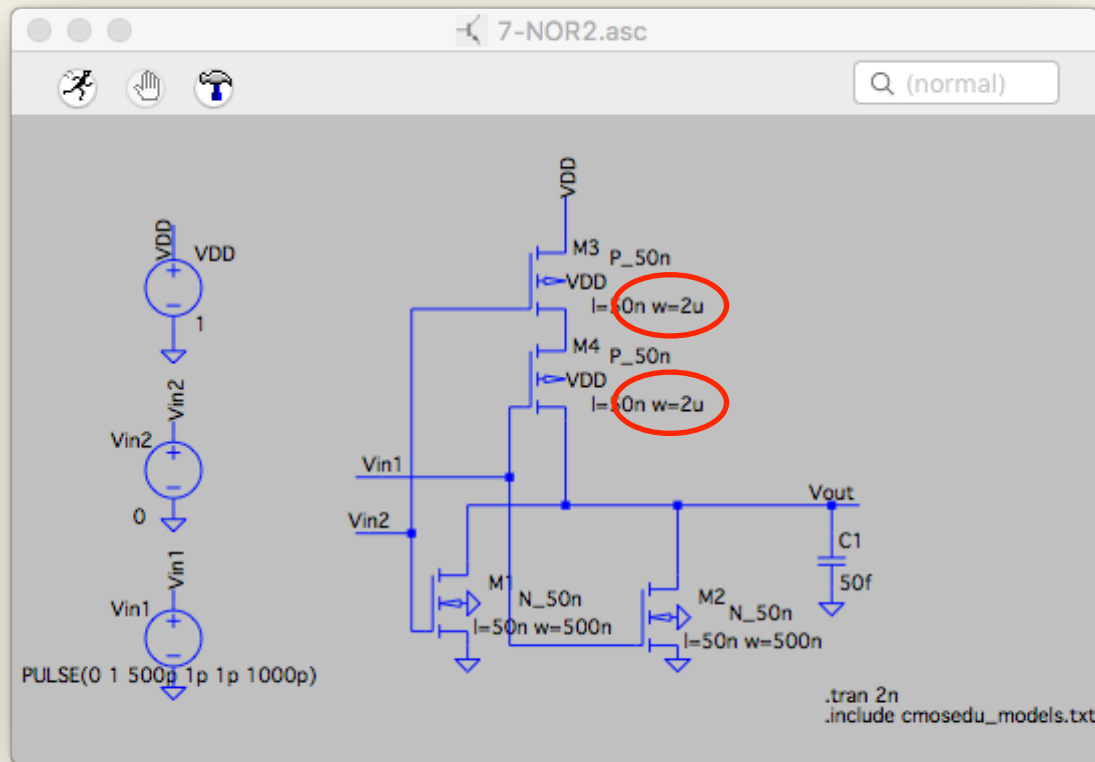 7-NOR2.asc
(normal)
VDD
VDD
1
Vin2
Vin2
0
Vin1
Vin1
PULSE(0 1 500p 1p 1p 1000p)
VDD
M3
P_50n
VDD
l=50n w=2u
M4
P_50n
VDD
l=50n w=2u
Vin1
Vin2
Vout
C1
50f
M1
N_50n
l=50n w=500n
M2
N_50n
l=50n w=500n
.tran 2n
.include cmosedu_models.txt